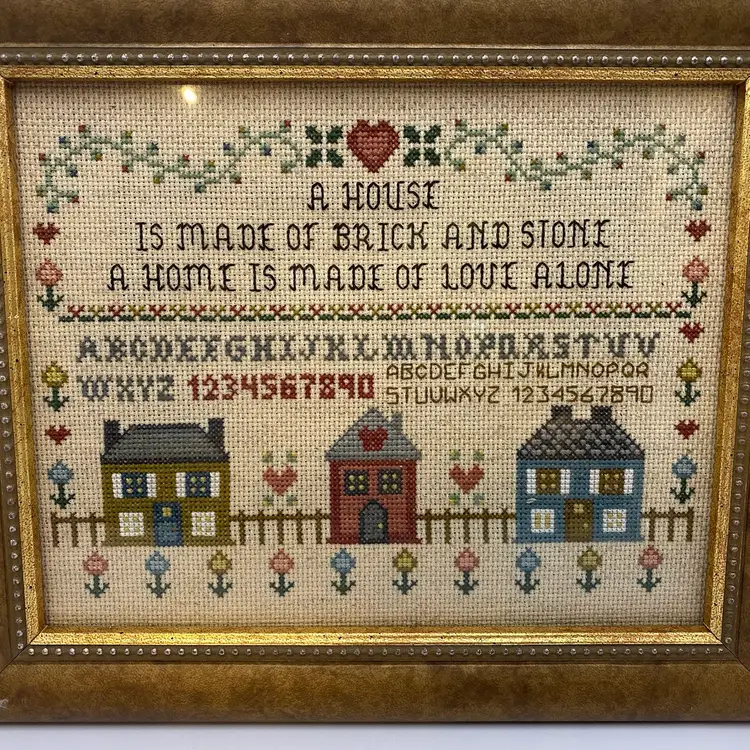 A HOUSE
IS MADE OF BRICK AND STONE
A HOME IS MADE OF LOVE ALONE
ABCDEFGHIJKLMNOPQRSTUV
WXYZ 1234567890
ABCDEFGHIJKLMNOPQR
STUVWXYZ 1234567890